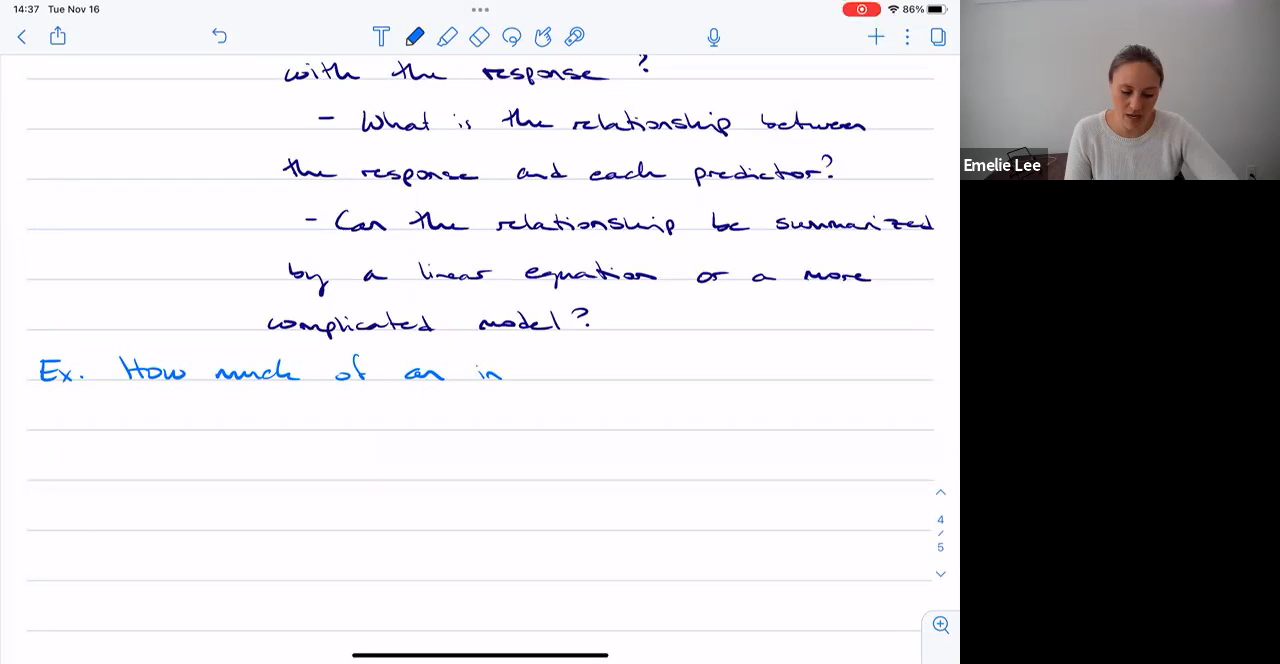 14:37 Tue Nov 16
86%
with the response ?
- What is the relationship between
the response and each predictor?
- Can the relationship be summarized
by a linear equation or a more
complicated model?
Ex. How much of an in
Emelie Lee
4
/
5